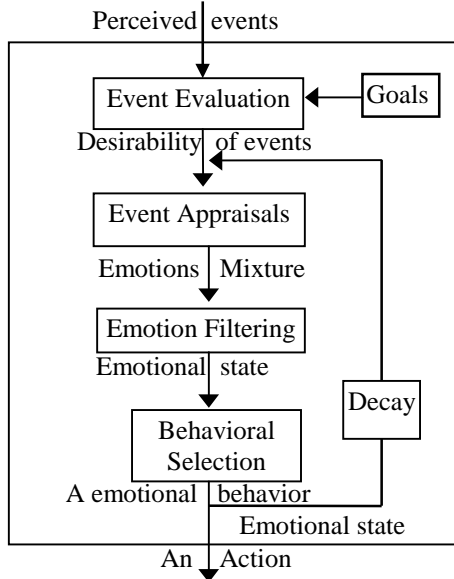 Perceived events
Event Evaluation
Goals
Desirability of events
Event Appraisals
Emotions Mixture
Emotion Filtering
Emotional state
Decay
Behavioral
Selection
A emotional behavior
Emotional state
An Action